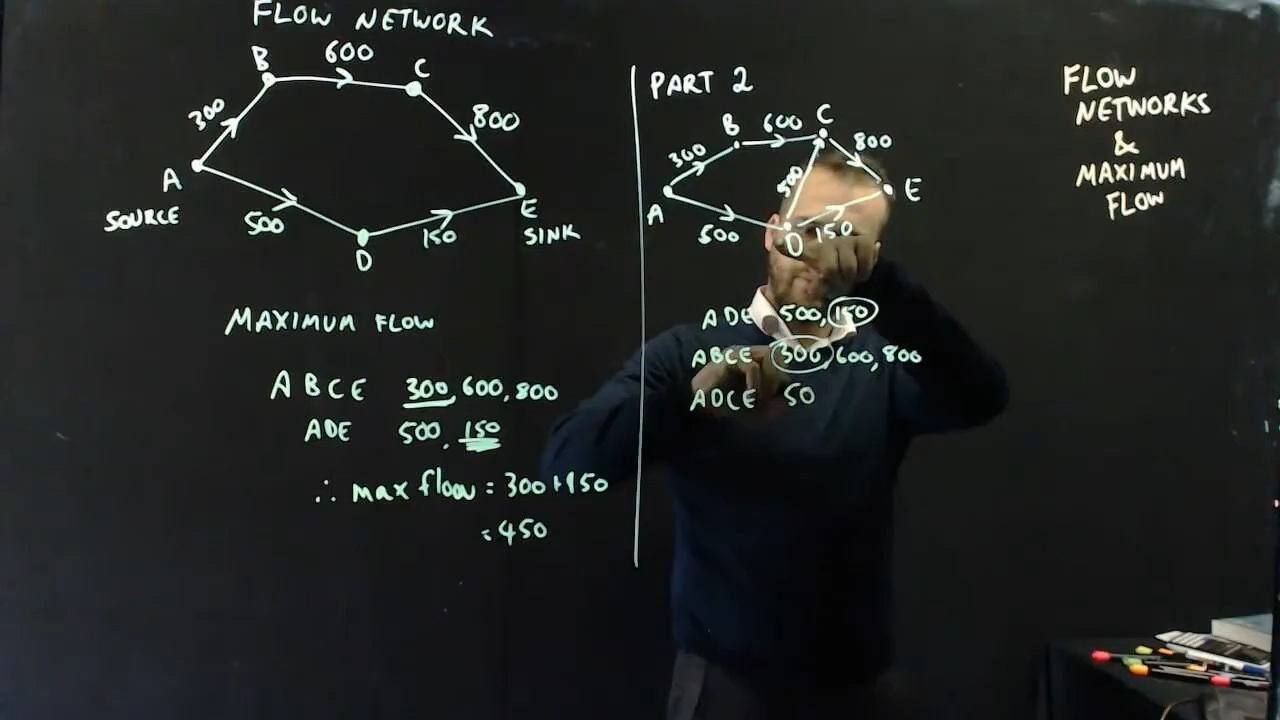 FLOW NETWORK
B
600
C
300
800
A
SOURCE
500
D
150
E
SINK
MAXIMUM FLOW
A B C E 300, 600, 800
ADE 500, 150
∴ max flow = 300+150
= 450
PART 2
B
600
C
300
800
500
A
E
500
D
150
ADE 500, 150
ABCE 300, 600, 800
ADCE 50
FLOW
NETWORKS
&
MAXIMUM
FLOW